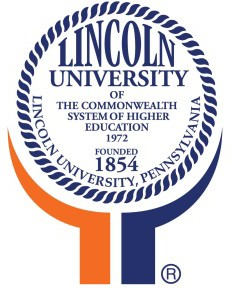 LINCOLN
UNIVERSITY
OF
THE COMMONWEALTH
SYSTEM OF HIGHER
EDUCATION
1972
FOUNDED
1854
LINCOLN UNIVERSITY, PENNSYLVANIA
®